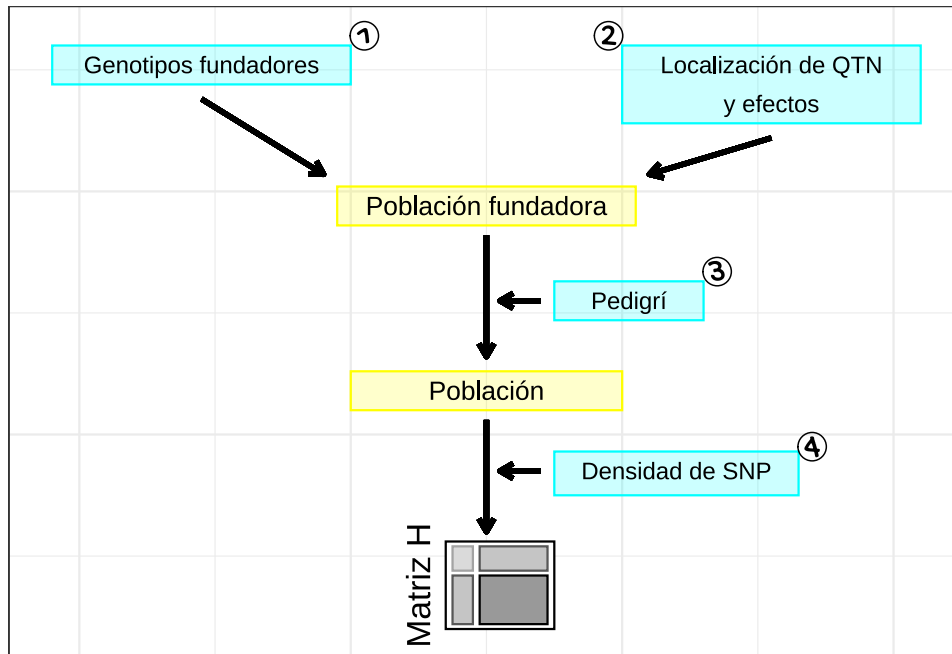 ①
Genotipos fundadores
②
Localización de QTN
y efectos
Población fundadora
③
Pedigrí
Población
④
Densidad de SNP
Matriz H